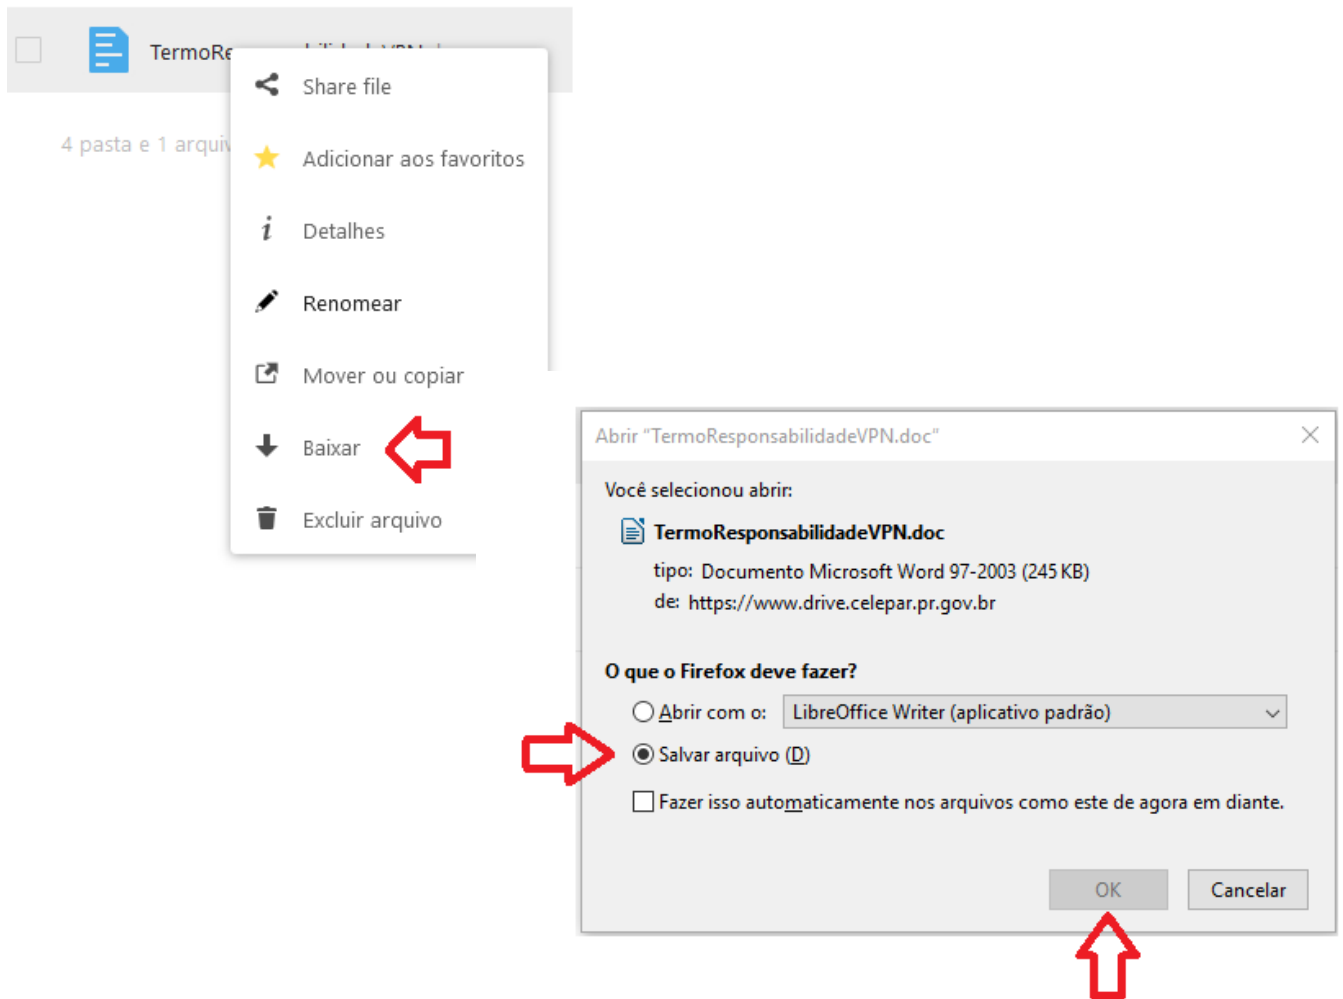 TermoRe
Share file
4 pasta e 1 arquiv
Adicionar aos favoritos
Detalhes
Renomear
Mover ou copiar
Baixar
Excluir arquivo
Abrir "TermoResponsabilidadeVPN.doc"
Você selecionou abrir:
TermoResponsabilidadeVPN.doc
tipo: Documento Microsoft Word 97-2003 (245 KB)
de: https://www.drive.celepar.pr.gov.br
O que o Firefox deve fazer?
Abrir com o: LibreOffice Writer (aplicativo padrão)
Salvar arquivo (D)
Fazer isso automaticamente nos arquivos como este de agora em diante.
OK Cancelar